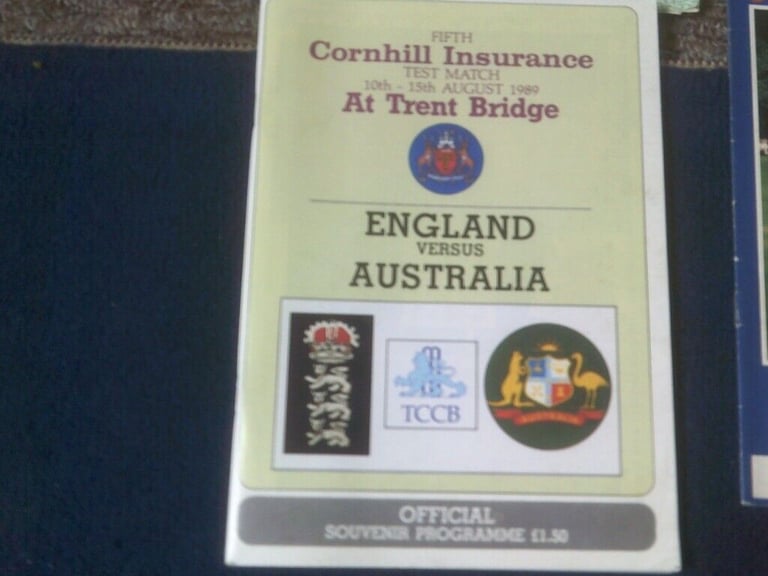 FIFTH
Cornhill Insurance
TEST MATCH
10th - 15th AUGUST 1989
At Trent Bridge
ENGLAND
VERSUS
AUSTRALIA
TCCB
AUSTRALIA
OFFICIAL
SOUVENIR PROGRAMME £1.50